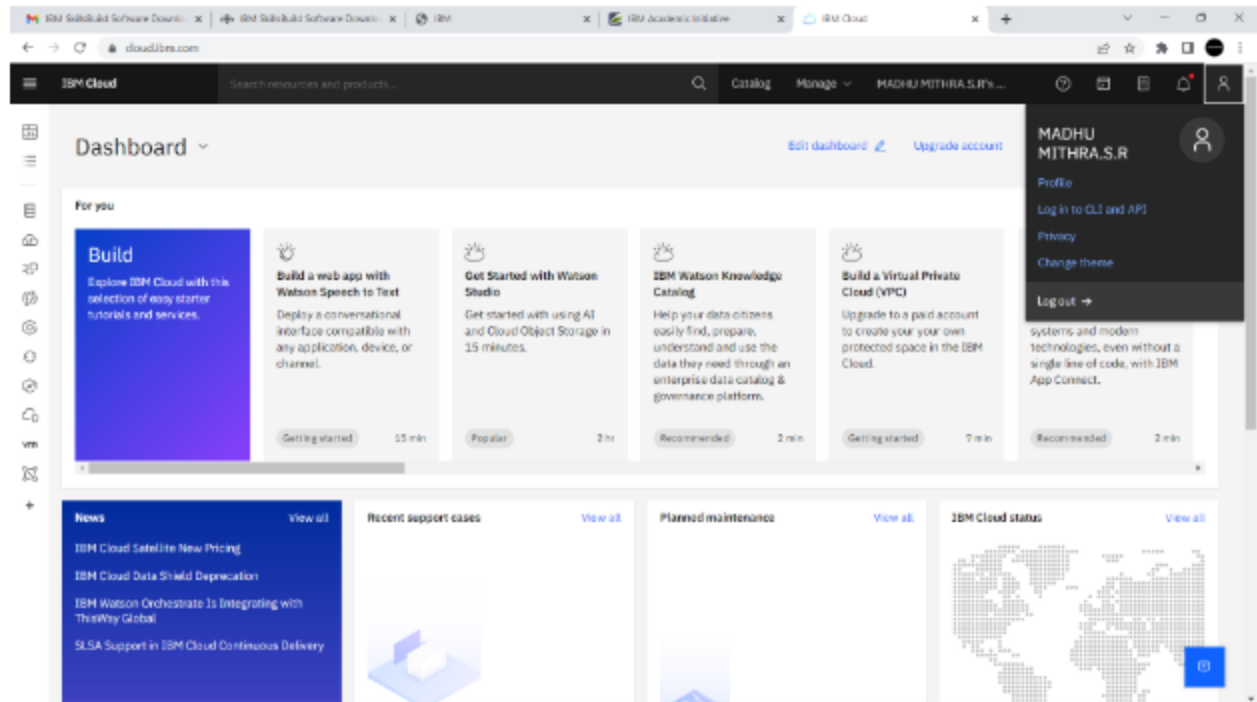 IBM SkillsBuild Software Downlo
IBM SkillsBuild Software Downlo
IBM
IBM Academic Initiative
IBM Cloud
cloud.ibm.com
IBM Cloud
Search resources and products...
Catalog
Manage
MADHU MITHRA.S.R's ...
Dashboard
Edit dashboard
Upgrade account
MADHU
MITHRA.S.R
Profile
Log in to CLI and API
Privacy
Change theme
Log out →
For you
Build
Explore IBM Cloud with this
selection of easy starter
tutorials and services.
Build a web app with
Watson Speech to Text
Deploy a conversational
interface compatible with
any application, device, or
channel.
Getting started
15 min
Get Started with Watson
Studio
Get started with using AI
and Cloud Object Storage in
15 minutes.
Popular
2 hr
IBM Watson Knowledge
Catalog
Help your data citizens
easily find, prepare,
understand and use the
data they need through an
enterprise data catalog &
governance platform.
Recommended
2 min
Build a Virtual Private
Cloud (VPC)
Upgrade to a paid account
to create your your own
protected space in the IBM
Cloud.
Getting started
7 min
systems and modern
technologies, even without a
single line of code, with IBM
App Connect.
Recommended
2 min
vm
News
View all
IBM Cloud Satellite New Pricing
IBM Cloud Data Shield Deprecation
IBM Watson Orchestrate Is Integrating with
ThisWay Global
SLSA Support in IBM Cloud Continuous Delivery
Recent support cases
View all
Planned maintenance
View all
IBM Cloud status
View all